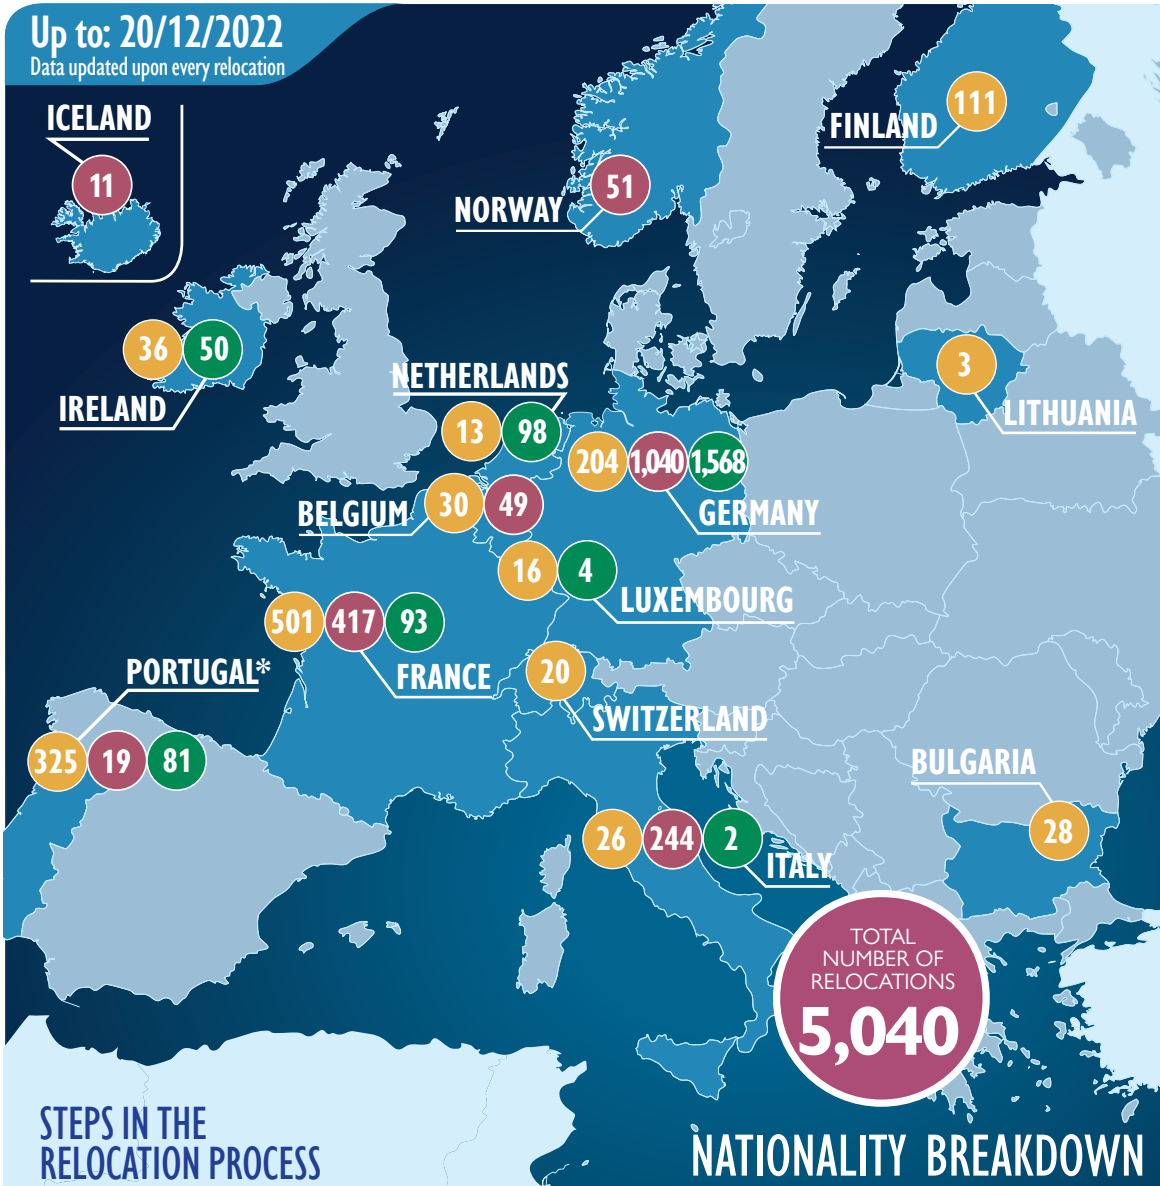 Up to: 20/12/2022
Data updated upon every relocation
ICELAND
11
FINLAND
111
NORWAY
51
36 50
IRELAND
NETHERLANDS
13 98
3
LITHUANIA
204 1,040 1,568
GERMANY
BELGIUM
30 49
16 4
LUXEMBOURG
501 417 93
FRANCE
PORTUGAL*
325 19 81
20
SWITZERLAND
BULGARIA
28
26 244 2
ITALY
TOTAL
NUMBER OF
RELOCATIONS
5,040
STEPS IN THE
RELOCATION PROCESS
NATIONALITY BREAKDOWN